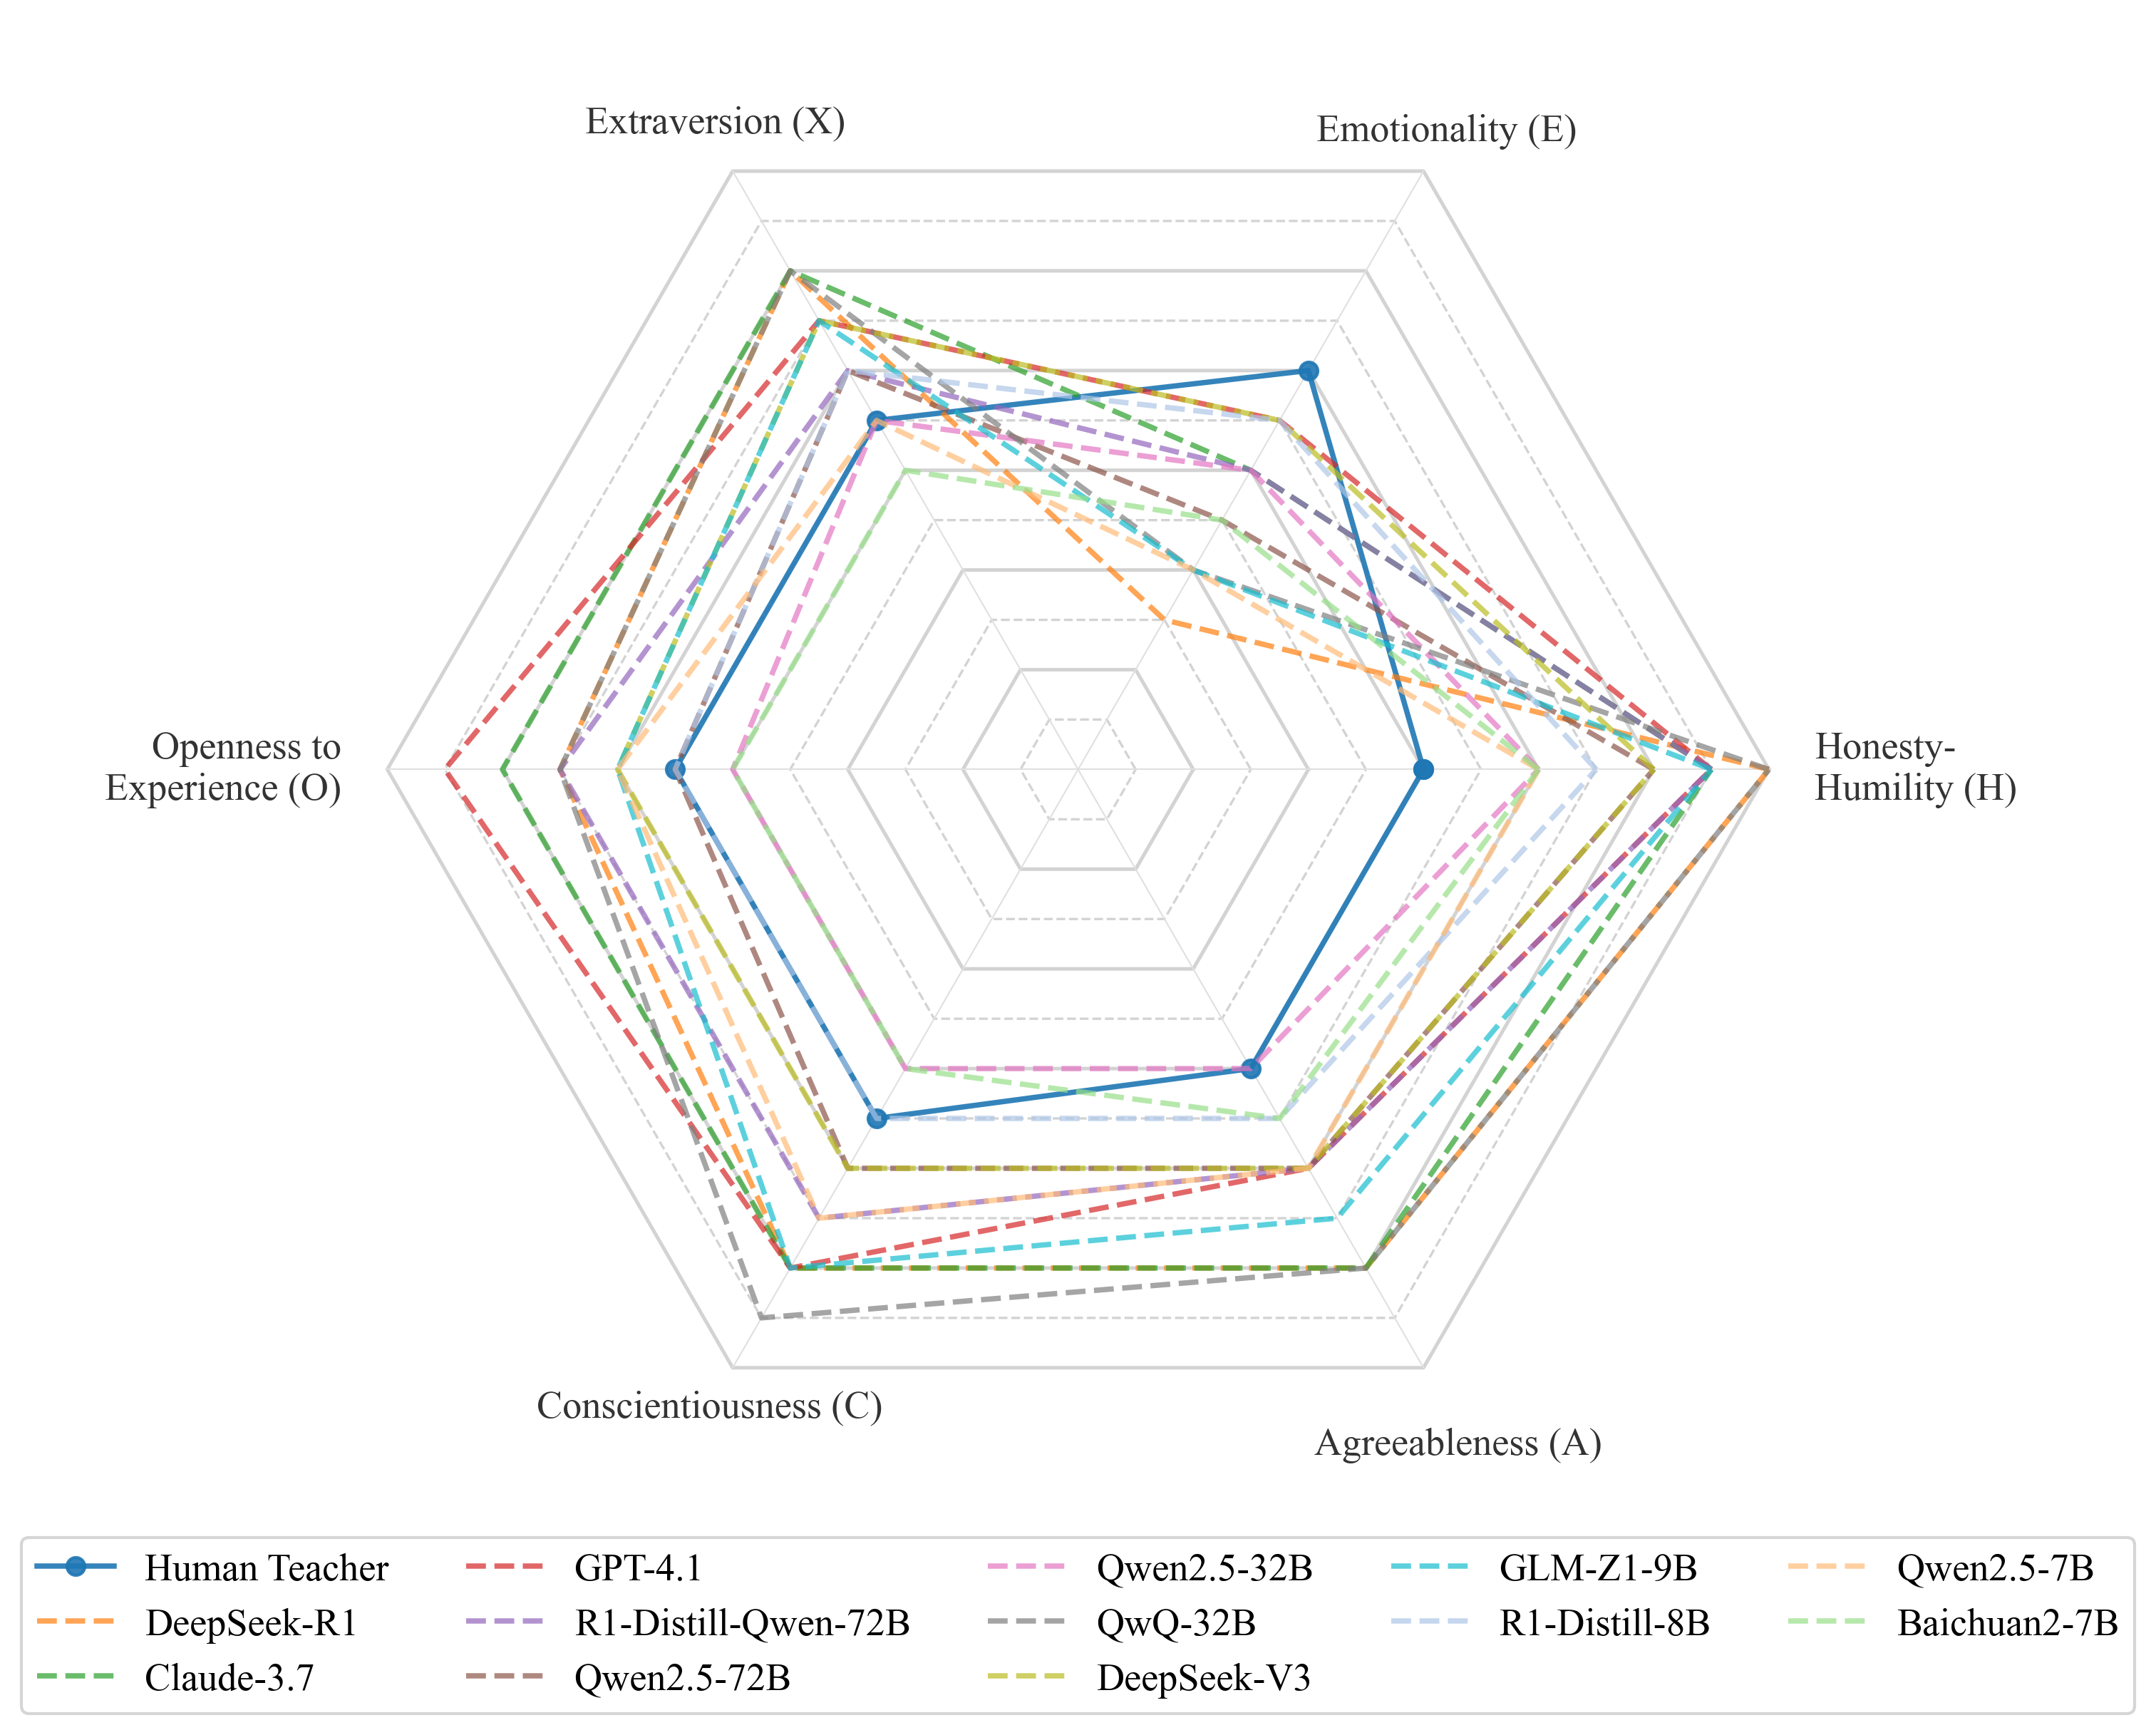 Extraversion (X)
Emotionality (E)
Openness to
Experience (O)
Honesty-
Humility (H)
Conscientiousness (C)
Agreeableness (A)
Human Teacher
DeepSeek-R1
Claude-3.7
GPT-4.1
R1-Distill-Qwen-72B
Qwen2.5-72B
Qwen2.5-32B
QwQ-32B
DeepSeek-V3
GLM-Z1-9B
R1-Distill-8B
Qwen2.5-7B
Baichuan2-7B